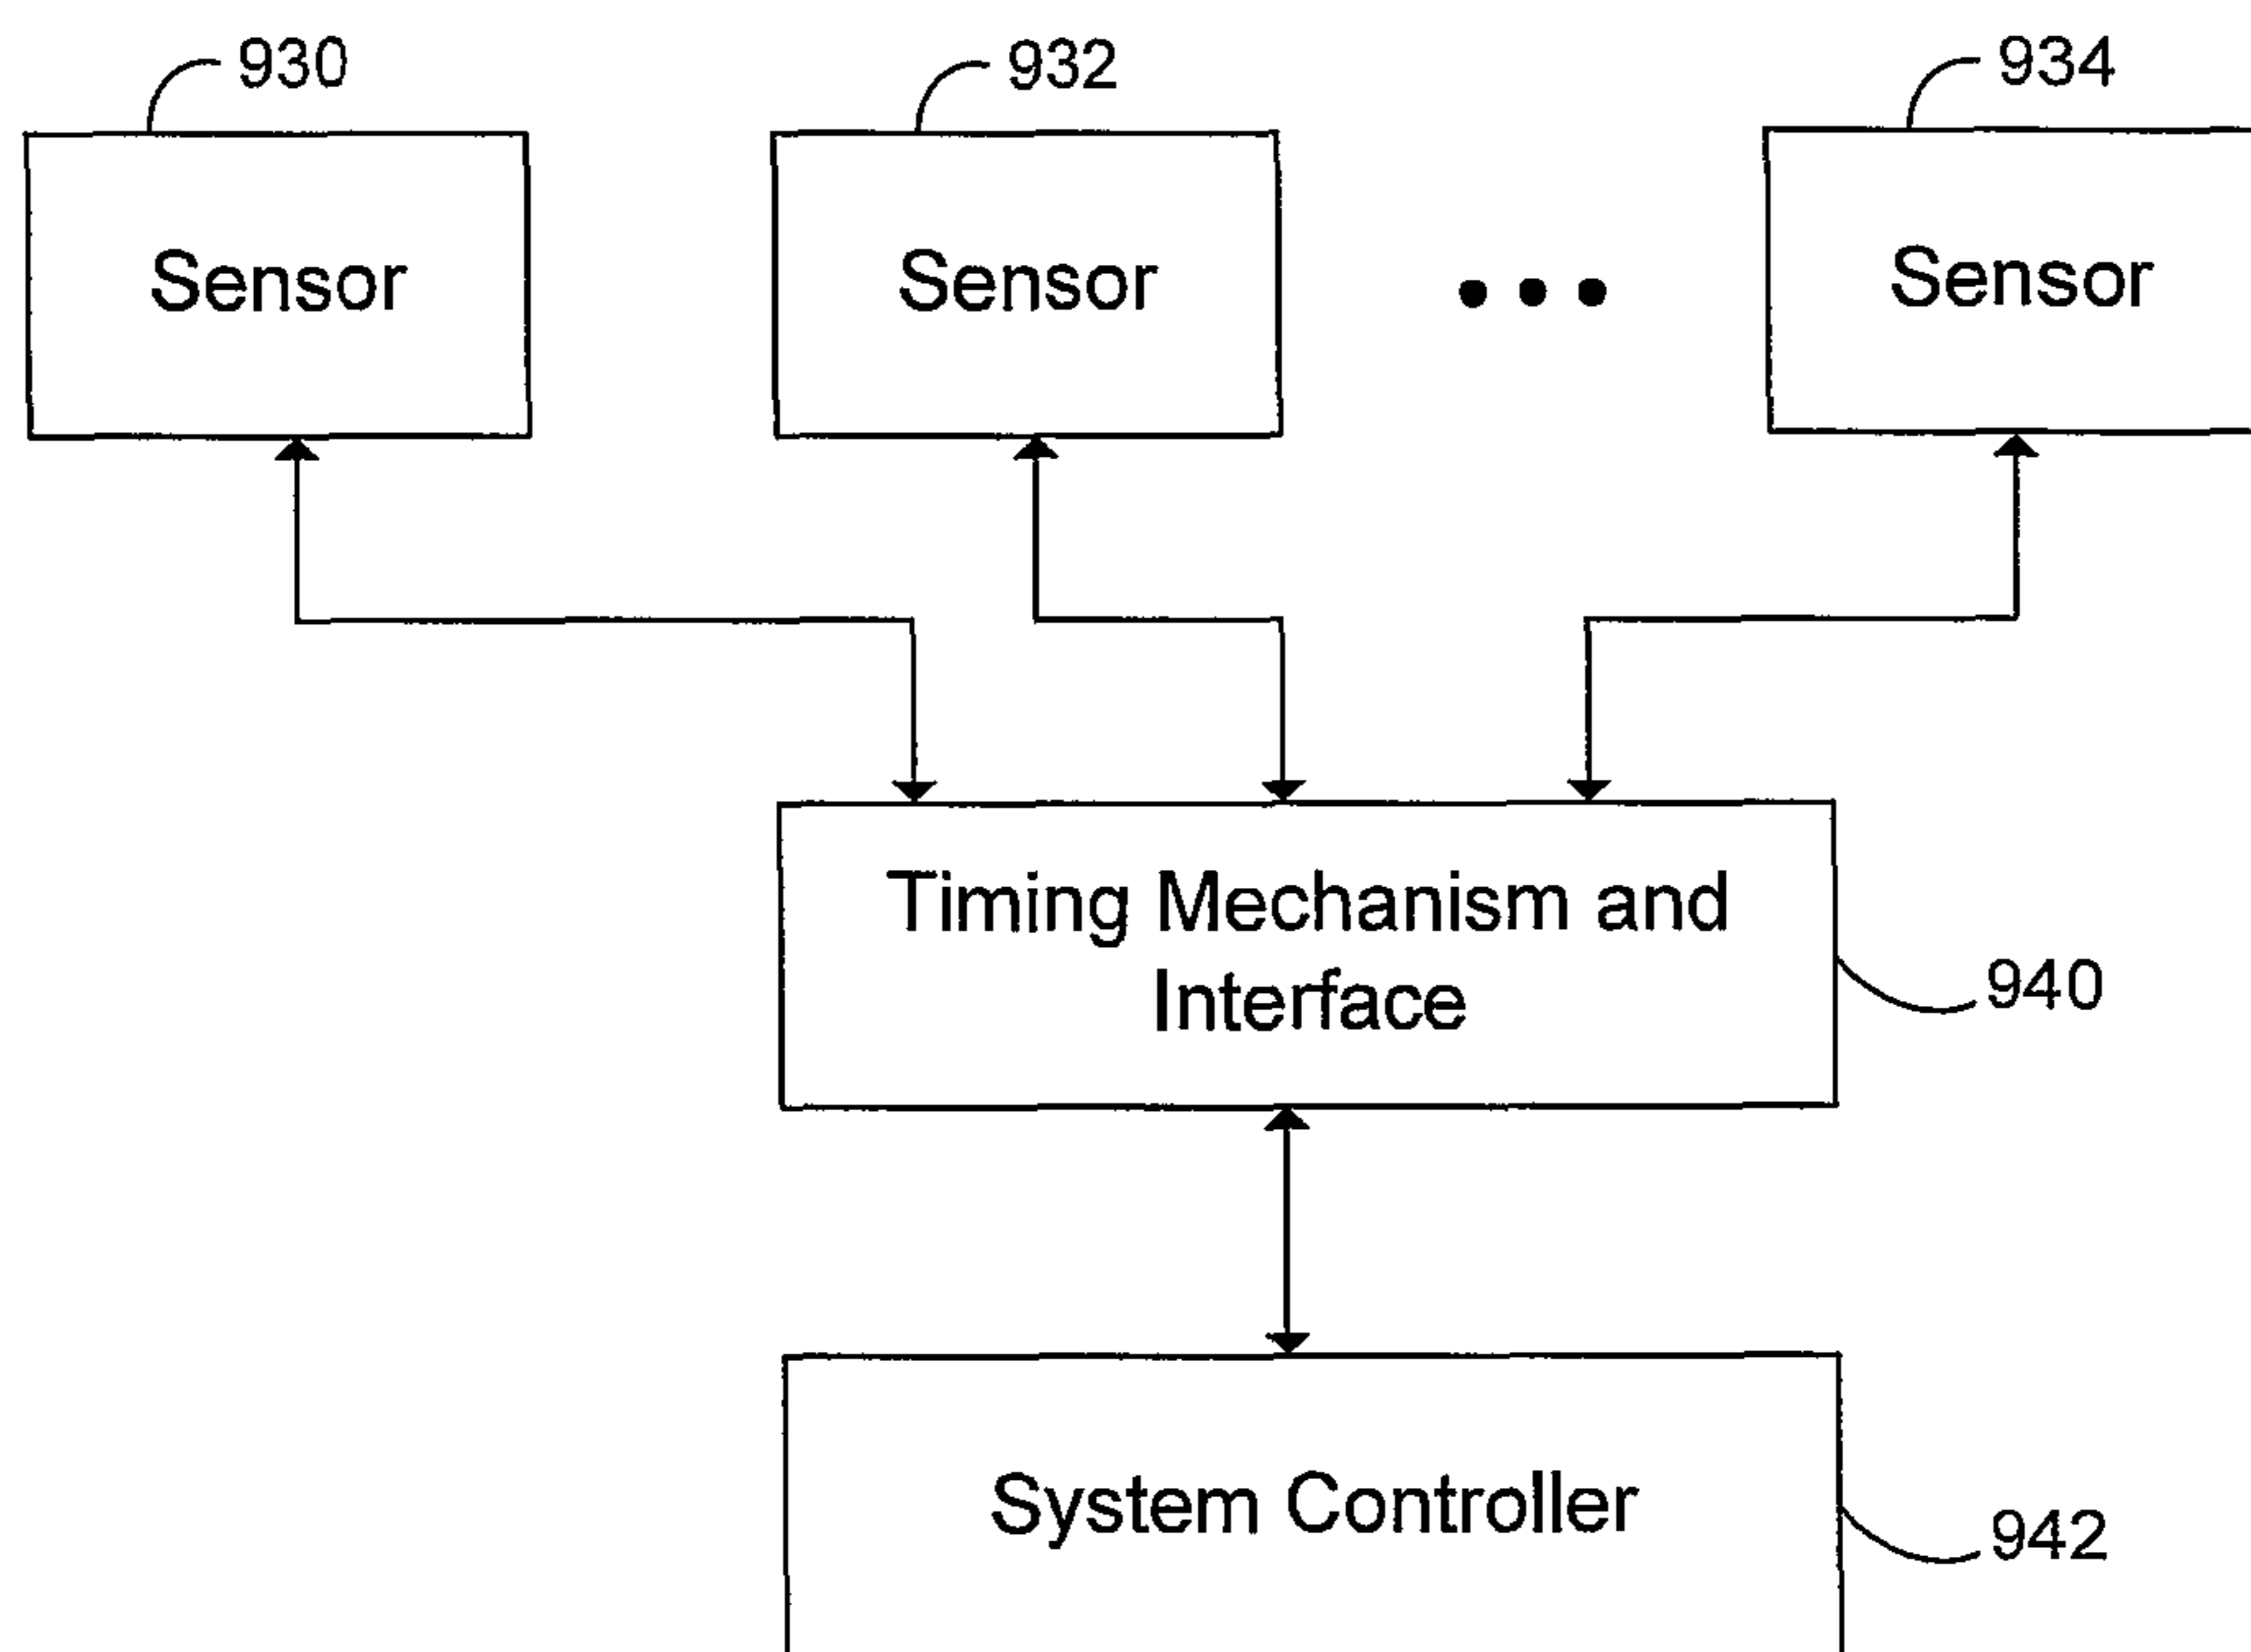 930
932
934
Sensor
Sensor
Sensor
Timing Mechanism and
Interface
940
System Controller
942